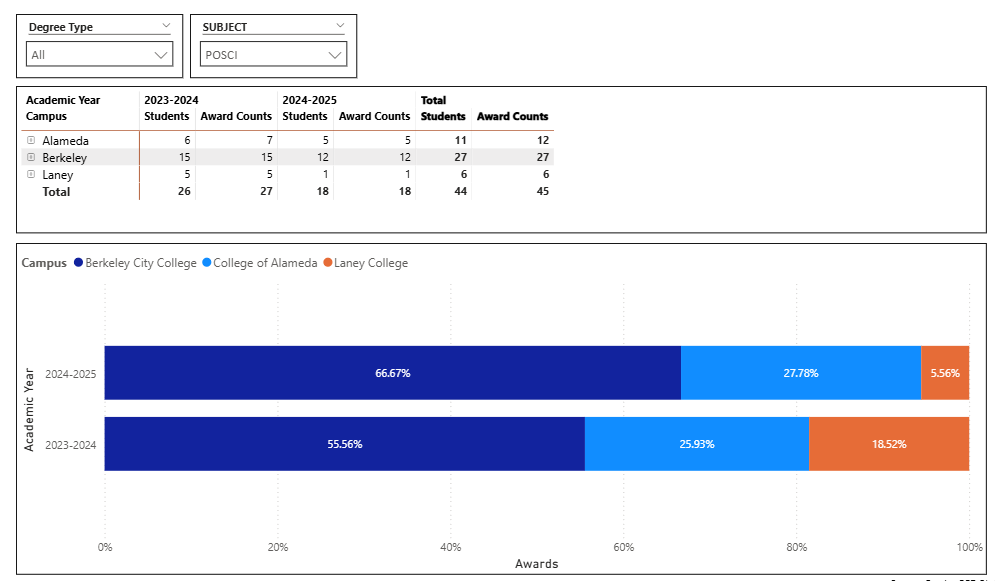 Degree Type SUBJECT
All POSCI
Academic Year 2023-2024 2024-2025 Total
Campus Students Award Counts Students Award Counts Students Award Counts
Alameda 6 7 5 5 11 12
Berkeley 15 15 12 12 27 27
Laney 5 5 1 1 6 6
Total 26 27 18 18 44 45
Campus Berkeley City College College of Alameda Laney College
Academic Year
2024-2025 66.67% 27.78% 5.56%
2023-2024 55.56% 25.93% 18.52%
0% 20% 40% 60% 80% 100%
Awards